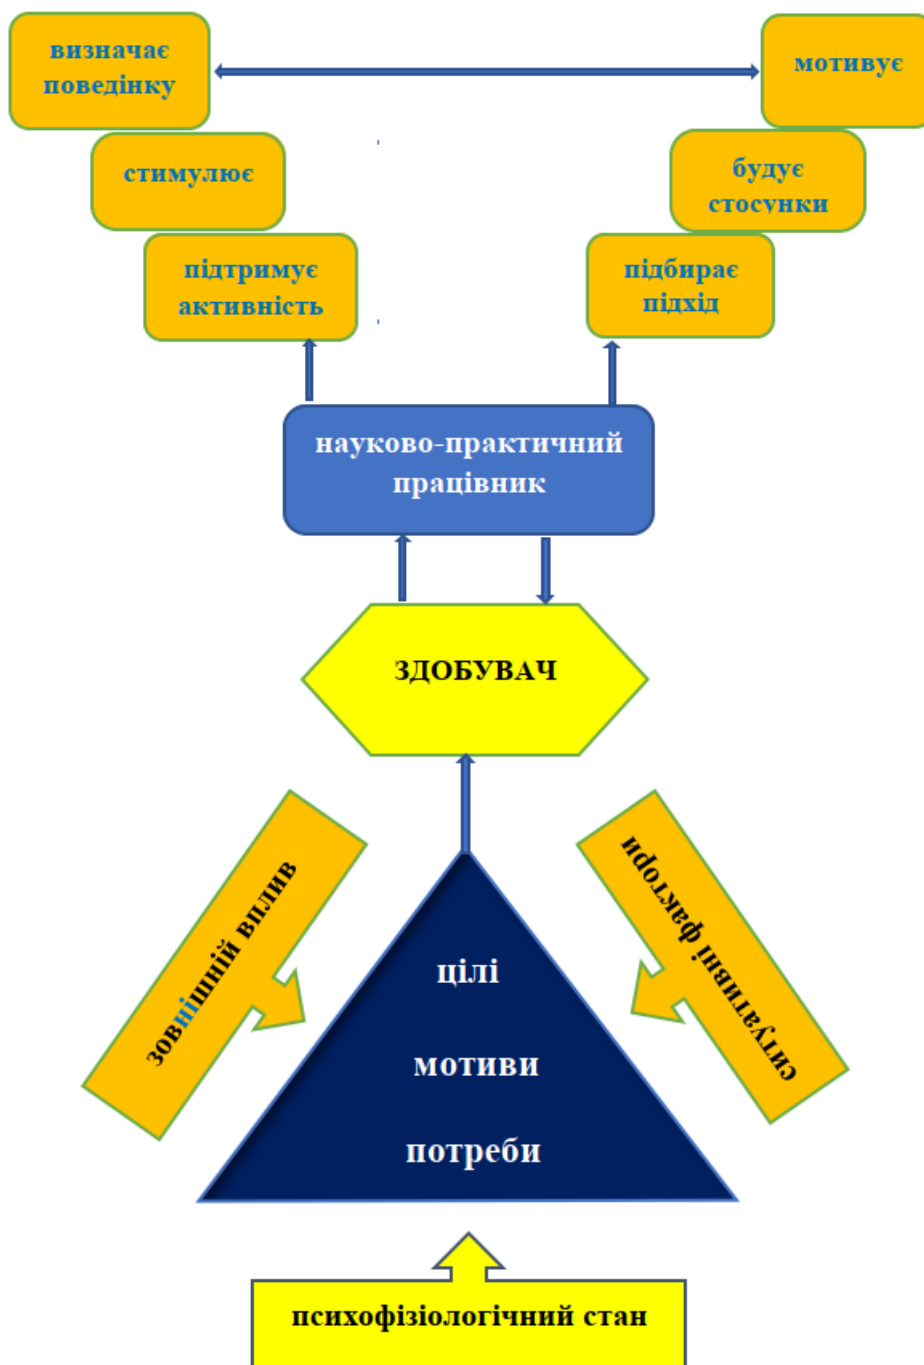 визначає
поведінку
мотивує
стимулює
будує
стосунки
підтримує
активність
підбирає
підхід
науково-практичний
працівник
ЗДОБУВАЧ
зовнішній вплив
ситуативні фактори
цілі
мотиви
потреби
психофізіологічний стан